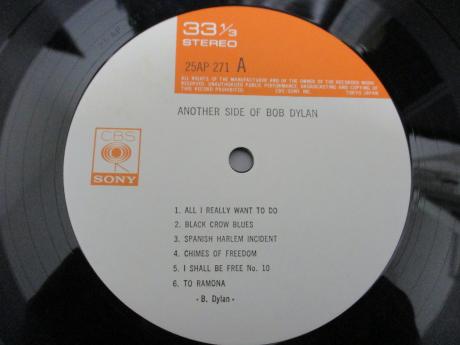 33 1/3
STEREO
25AP 271 A
ALL RIGHTS OF THE MANUFACTURER AND OF THE OWNER OF THE RECORDED WORK
RESERVED. UNAUTHORISED PUBLIC PERFORMANCE, BROADCASTING AND COPYING OF
THIS RECORD PROHIBITED. CBS/SONY INC. TOKYO JAPAN
ANOTHER SIDE OF BOB DYLAN
CBS
SONY
1. ALL I REALLY WANT TO DO
2. BLACK CROW BLUES
3. SPANISH HARLEM INCIDENT
4. CHIMES OF FREEDOM
5. I SHALL BE FREE No. 10
6. TO RAMONA
- B. Dylan -